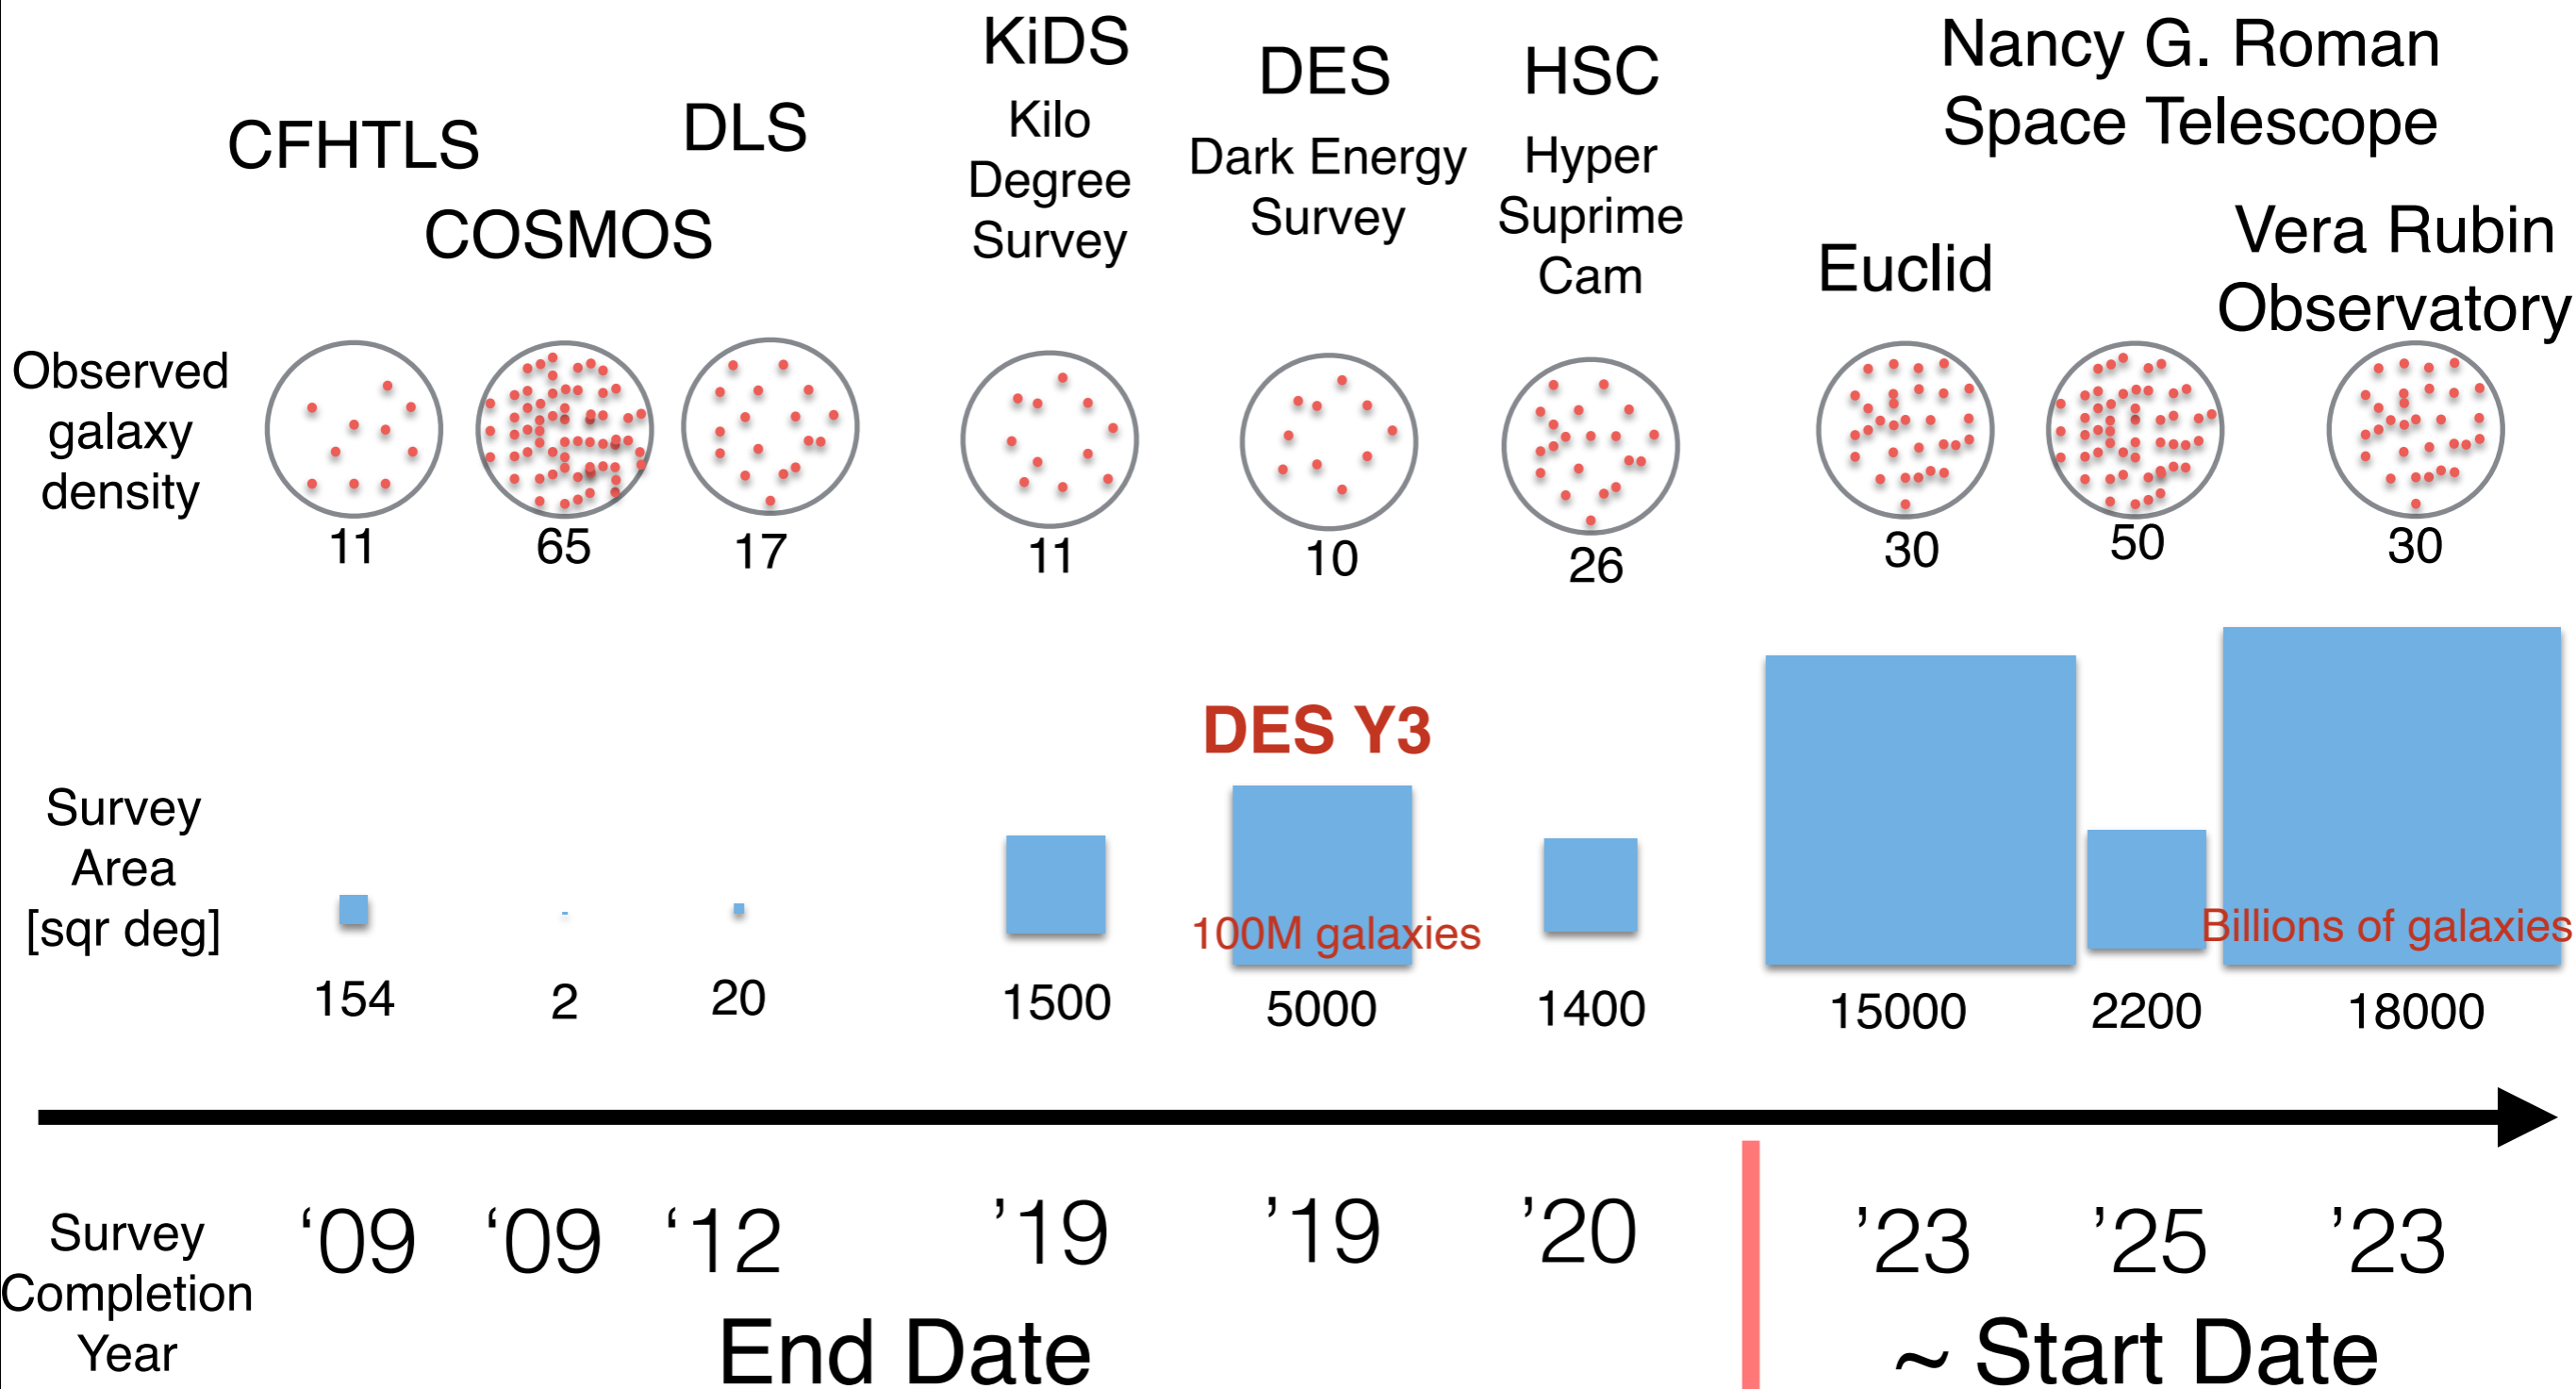 CFHTLS
COSMOS
DLS
KiDS
Kilo
Degree
Survey
DES
Dark Energy
Survey
HSC
Hyper
Suprime
Cam
Euclid
Nancy G. Roman
Space Telescope
Vera Rubin
Observatory
Observed
galaxy
density
11
65
17
11
10
26
30
50
30
Survey
Area
[sqr deg]
DES Y3
100M galaxies
Billions of galaxies
154
2
20
1500
5000
1400
15000
2200
18000
Survey
Completion
Year
‘09
‘09
‘12
’19
’19
’20
’23
’25
’23
End Date
~ Start Date